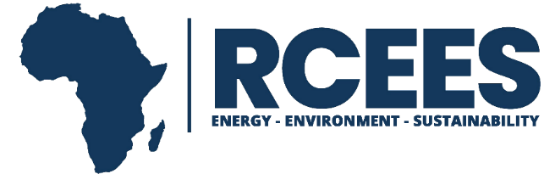 RCEES
ENERGY - ENVIRONMENT - SUSTAINABILITY